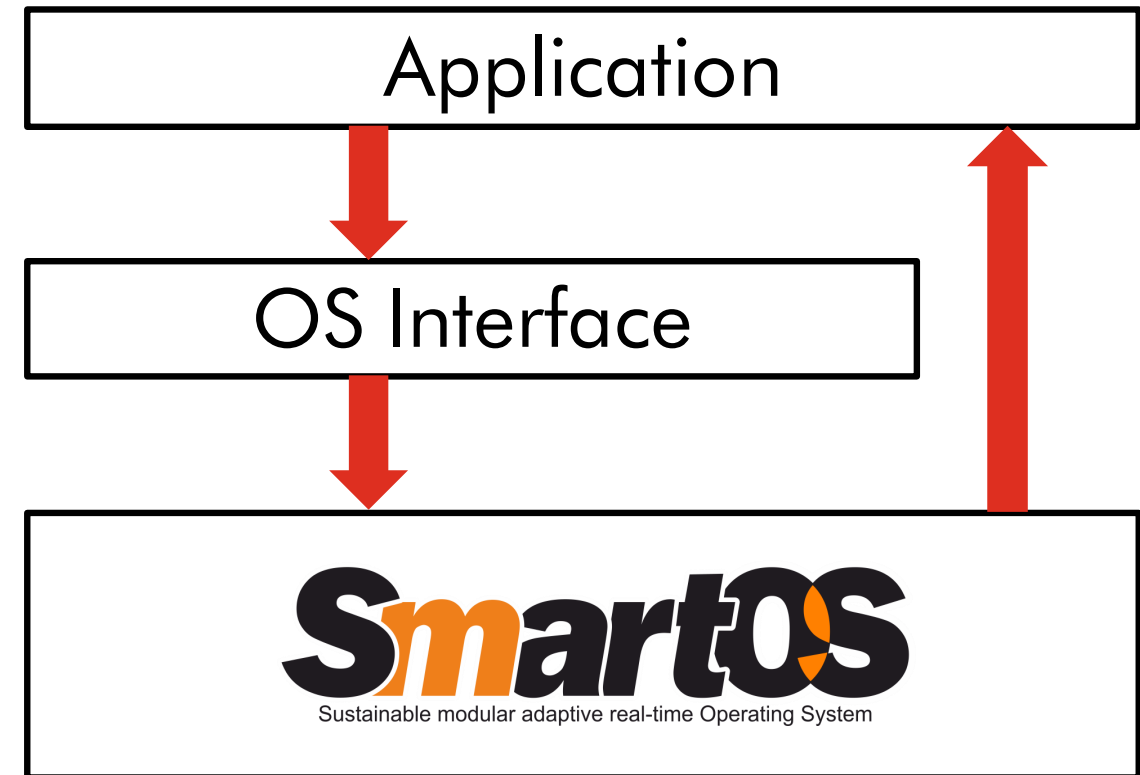 Application
OS Interface
SmartOS
Sustainable modular adaptive real-time Operating System